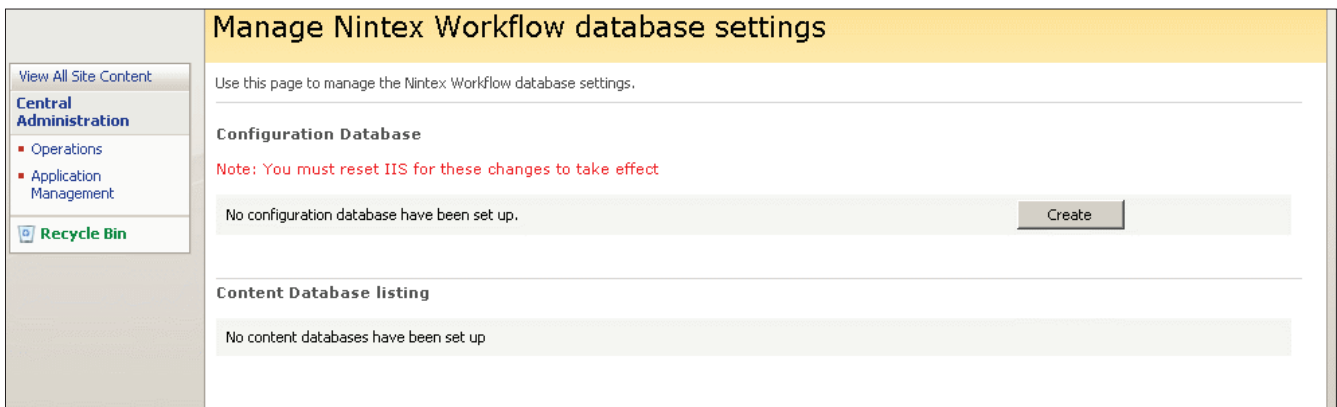 Manage Nintex Workflow database settings
View All Site Content
Use this page to manage the Nintex Workflow database settings.
Central
Administration
Operations
Application
Management
Recycle Bin
Configuration Database
Note: You must reset IIS for these changes to take effect
No configuration database have been set up.
Create
Content Database listing
No content databases have been set up